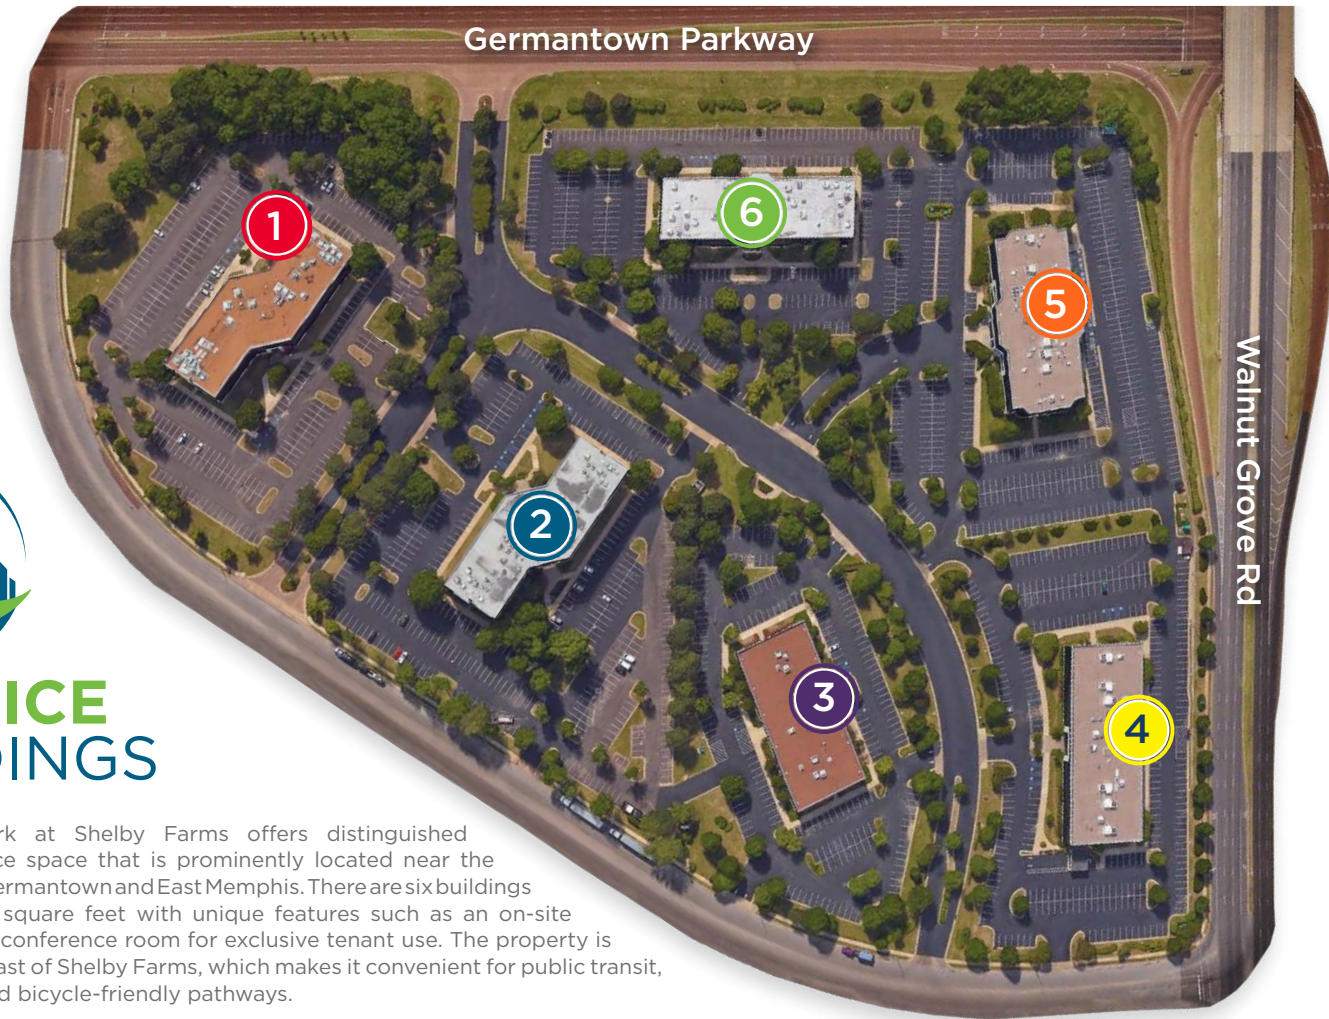 Germantown Parkway
1
6
5
Walnut Grove Rd
2
3
4
ICE
DINGS
rk at Shelby Farms offers distinguished
ce space that is prominently located near the
ermantown and East Memphis. There are six buildings
square feet with unique features such as an on-site
conference room for exclusive tenant use. The property is
ast of Shelby Farms, which makes it convenient for public transit,
d bicycle-friendly pathways.